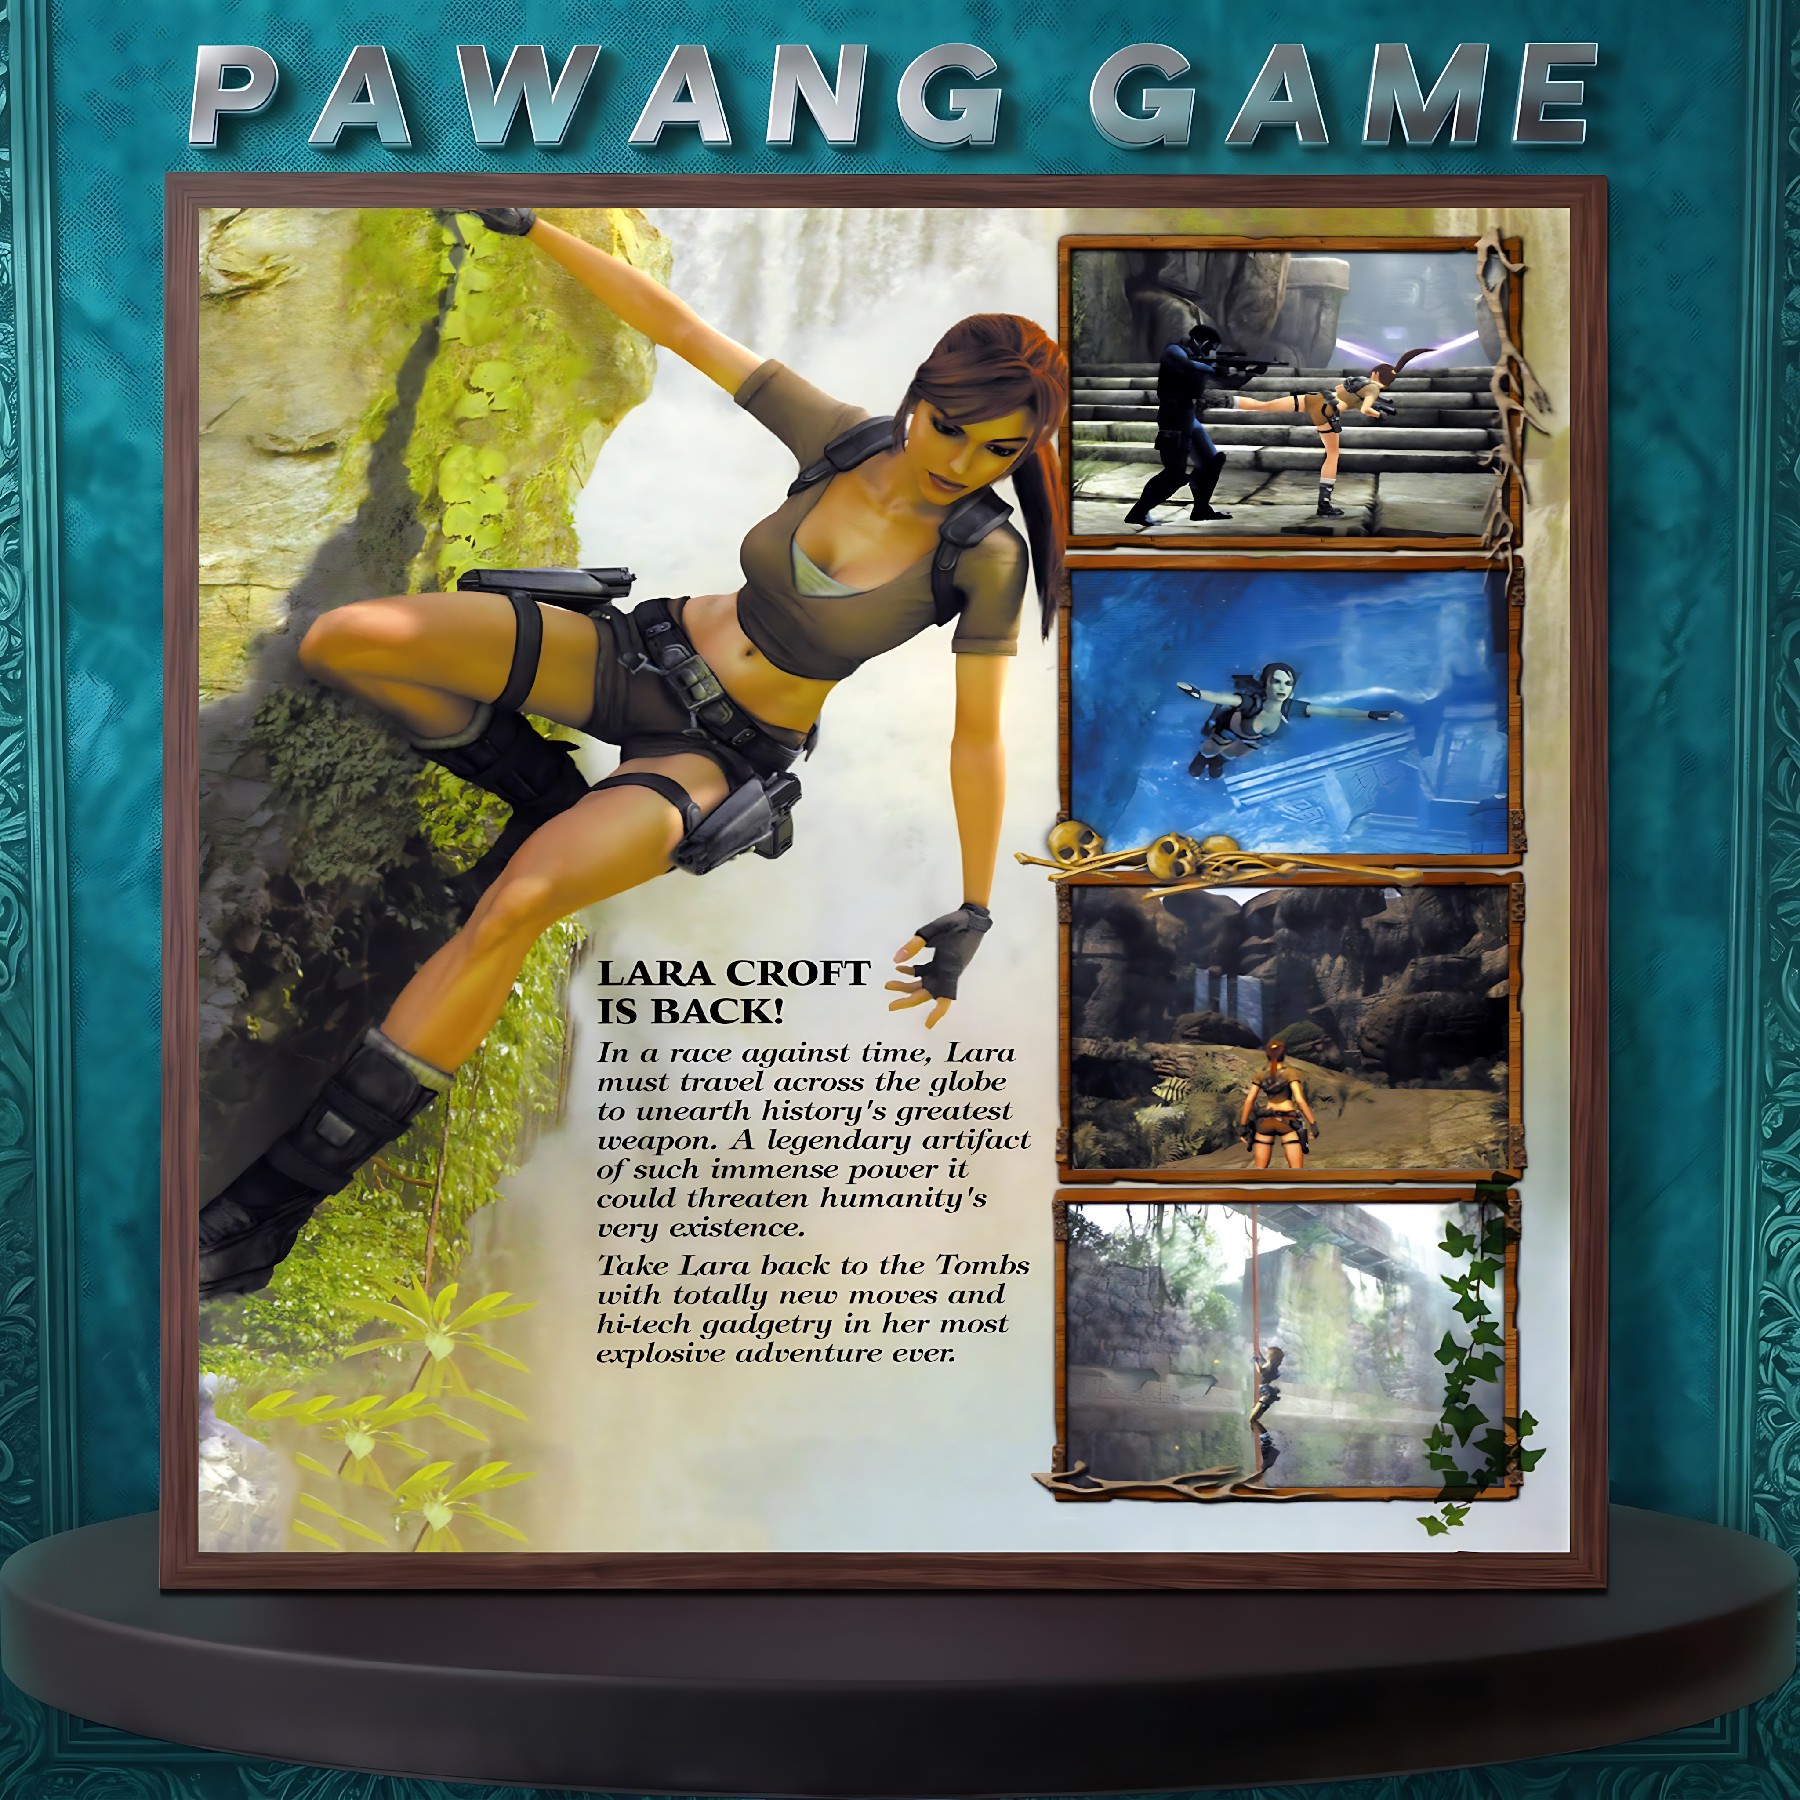 PAWANG GAME
LARA CROFT
IS BACK!
In a race against time, Lara
must travel across the globe
to unearth history's greatest
weapon. A legendary artifact
of such immense power it
could threaten humanity's
very existence.
Take Lara back to the Tombs
with totally new moves and
hi-tech gadgetry in her most
explosive adventure ever.